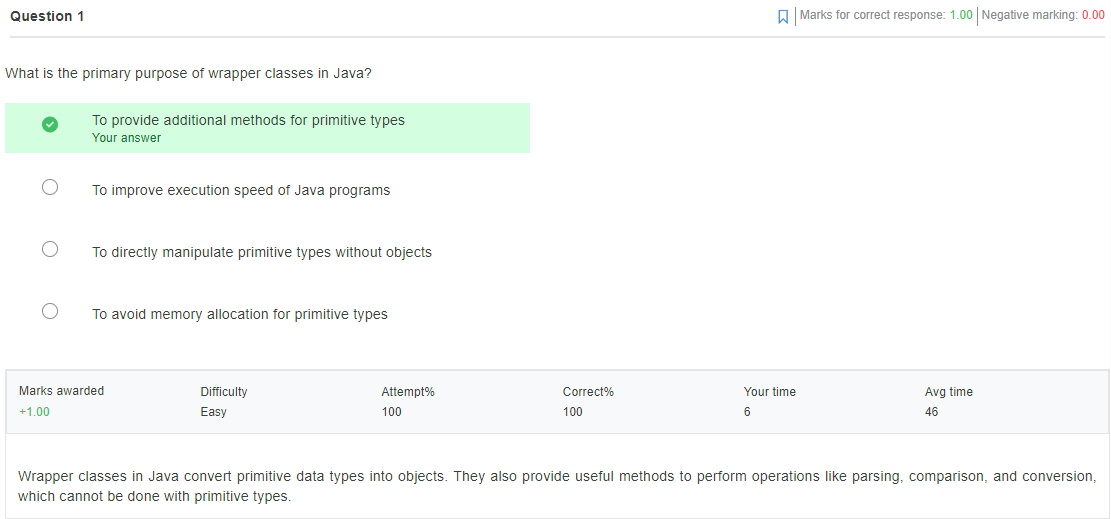 Question 1
Marks for correct response: 1.00 Negative marking: 0.00
What is the primary purpose of wrapper classes in Java?
To provide additional methods for primitive types
Your answer
To improve execution speed of Java programs
To directly manipulate primitive types without objects
To avoid memory allocation for primitive types
Marks awarded Difficulty Attempt% Correct% Your time Avg time
+1.00 Easy 100 100 6 46
Wrapper classes in Java convert primitive data types into objects. They also provide useful methods to perform operations like parsing, comparison, and conversion,
which cannot be done with primitive types.